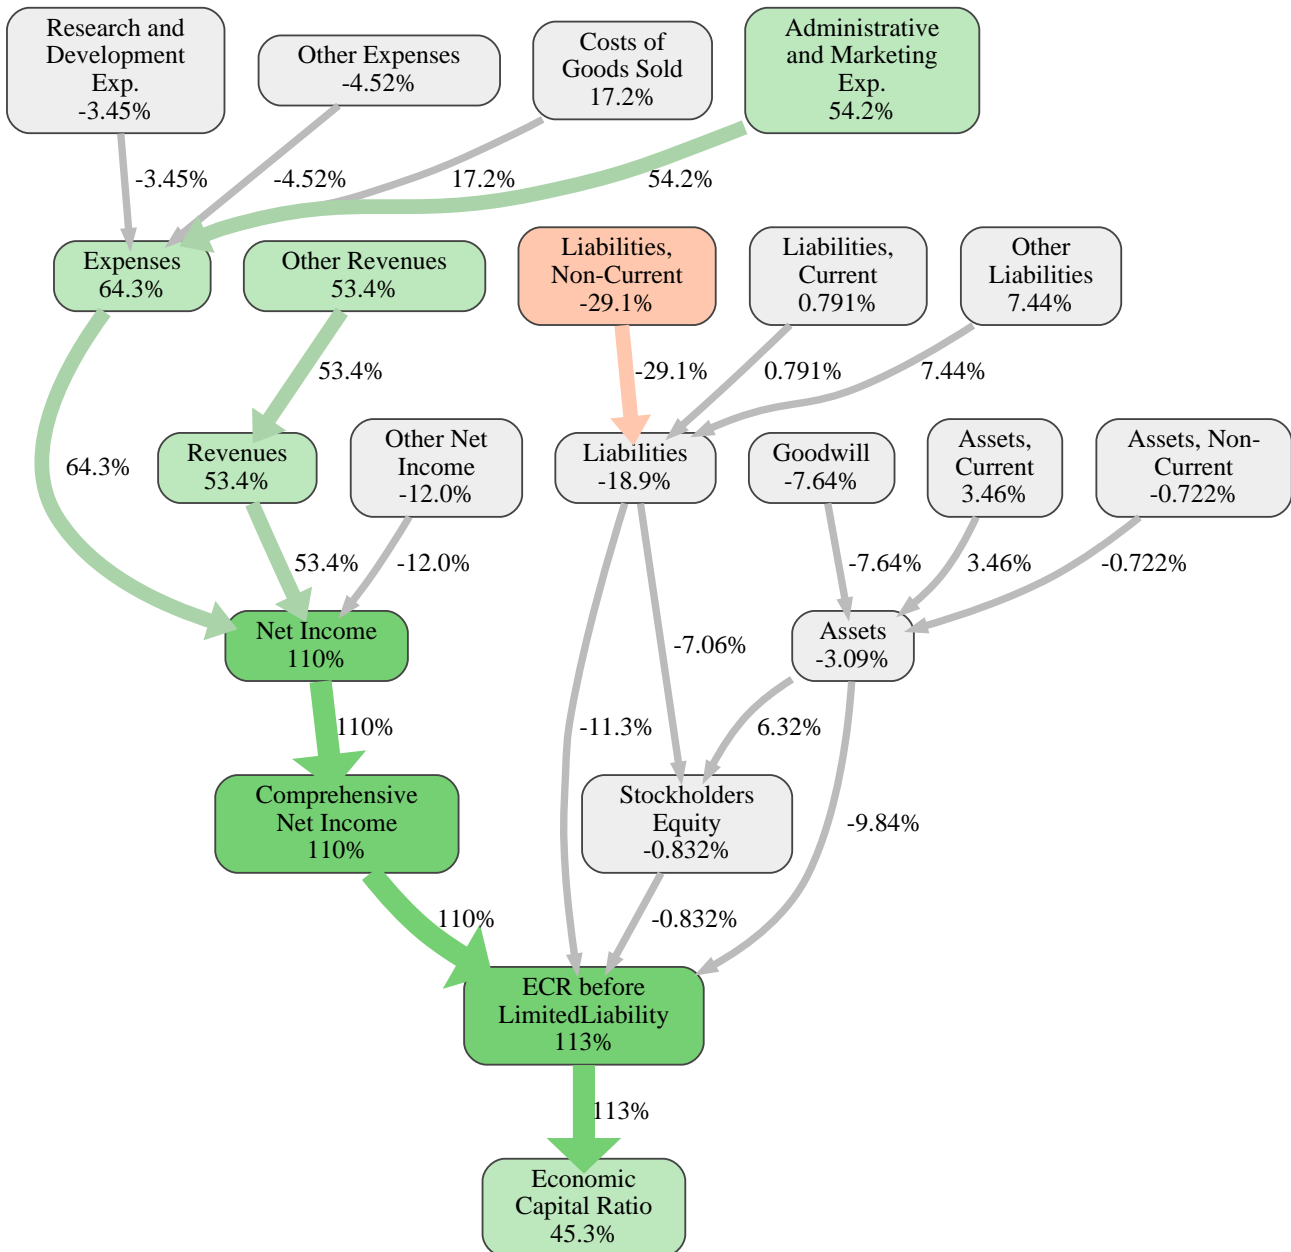 Research and
Development
Exp.
-3.45%
Other Expenses
-4.52%
Costs of
Goods Sold
17.2%
Administrative
and Marketing
Exp.
54.2%
-3.45%
-4.52%
17.2%
54.2%
Expenses
64.3%
Other Revenues
53.4%
Liabilities,
Non-Current
-29.1%
Liabilities,
Current
0.791%
Other
Liabilities
7.44%
53.4%
-29.1%
0.791%
7.44%
64.3%
Revenues
53.4%
Other Net
Income
-12.0%
Liabilities
-18.9%
Goodwill
-7.64%
Assets,
Current
3.46%
Assets, Non-
Current
-0.722%
53.4%
-12.0%
-7.64%
3.46%
-0.722%
Net Income
110%
-7.06%
Assets
-3.09%
110%
-11.3%
6.32%
Comprehensive
Net Income
110%
Stockholders
Equity
-0.832%
-9.84%
110%
-0.832%
ECR before
LimitedLiability
113%
113%
Economic
Capital Ratio
45.3%